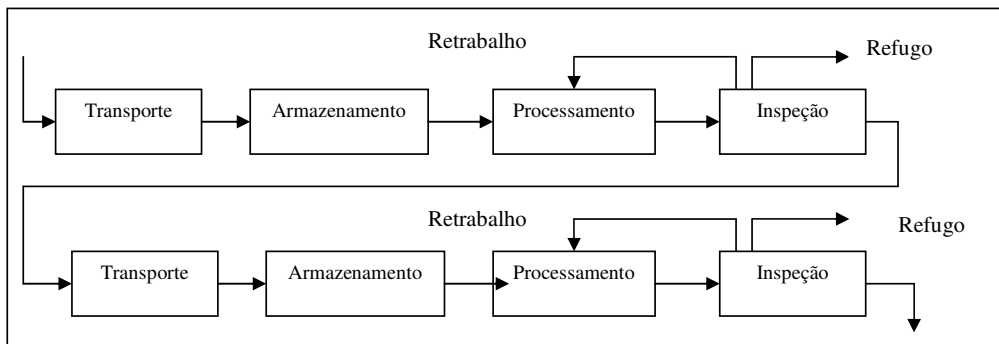 Retrabalho
Refugo
Transporte
Armazenamento
Processamento
Inspeção
Retrabalho
Refugo
Transporte
Armazenamento
Processamento
Inspeção